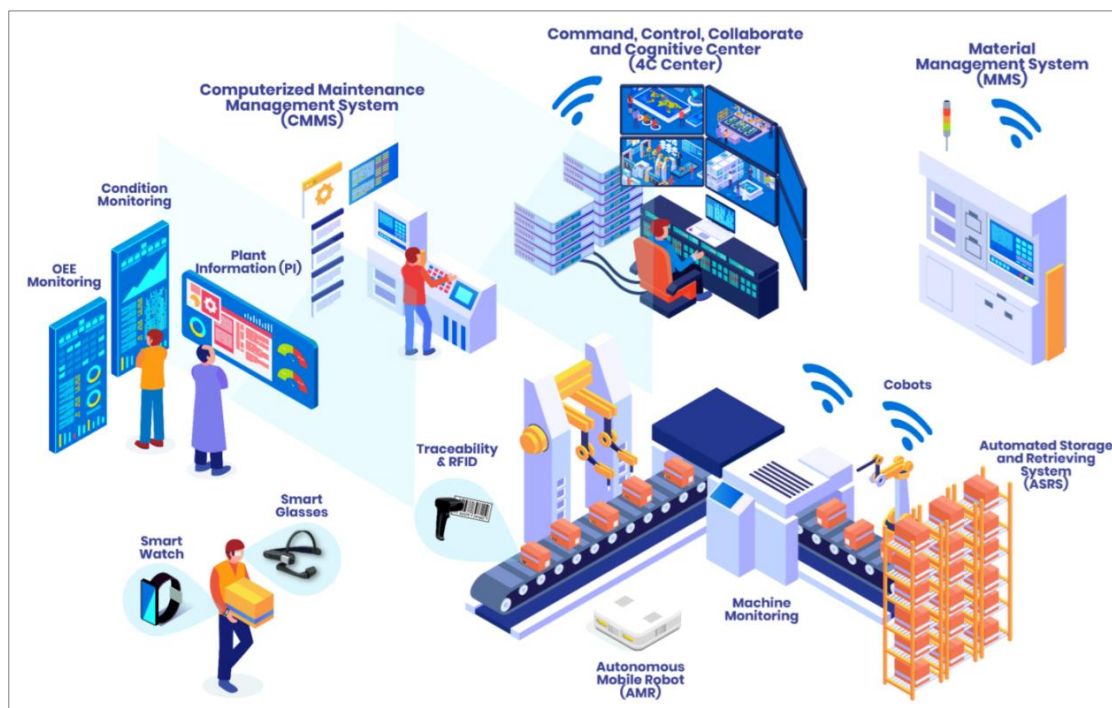 Command, Control, Collaborate
and Cognitive Center
(4C Center)
Material
Management System
(MMS)
Computerized Maintenance
Management System
(CMMS)
Condition
Monitoring
OEE
Monitoring
Plant
Information (PI)
Cobots
Automated Storage
and Retrieving
System
(ASRS)
Traceability
& RFID
Smart
Glasses
Smart
Watch
Machine
Monitoring
Autonomous
Mobile Robot
(AMR)